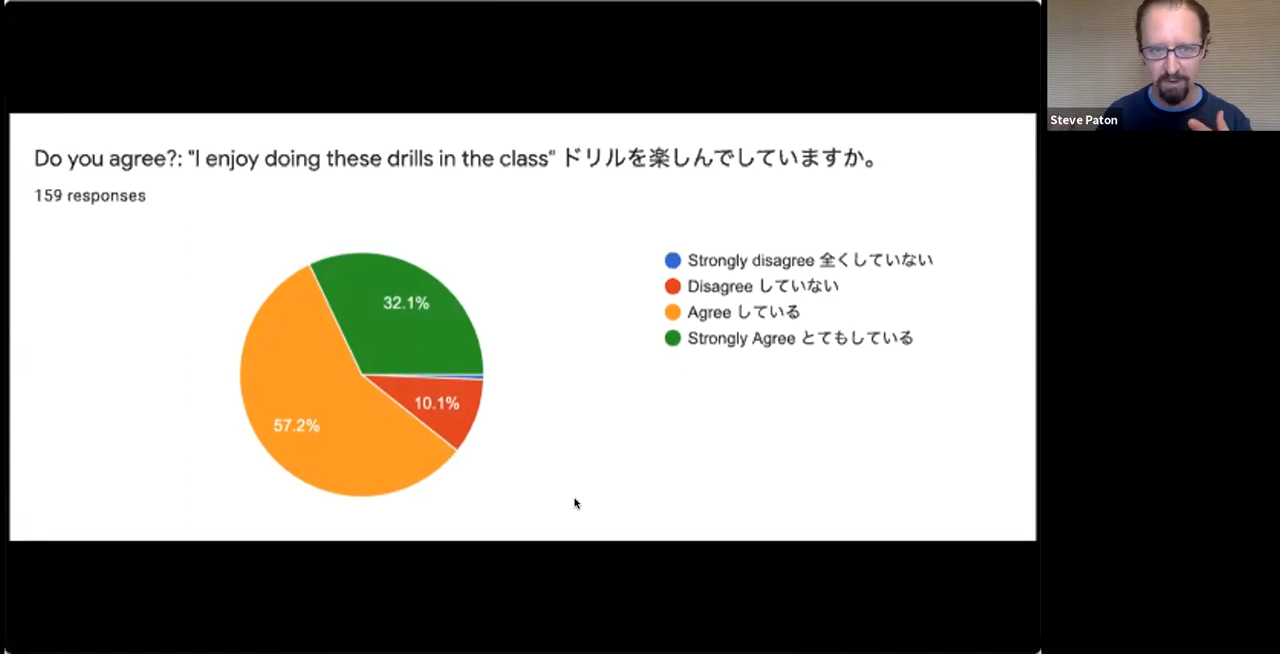 Do you agree?: "I enjoy doing these drills in the class" ドリルを楽しんでしていますか。
159 responses
32.1%
10.1%
57.2%
Strongly disagree 全くしていない
Disagree していない
Agree している
Strongly Agree とてもしている
Steve Paton